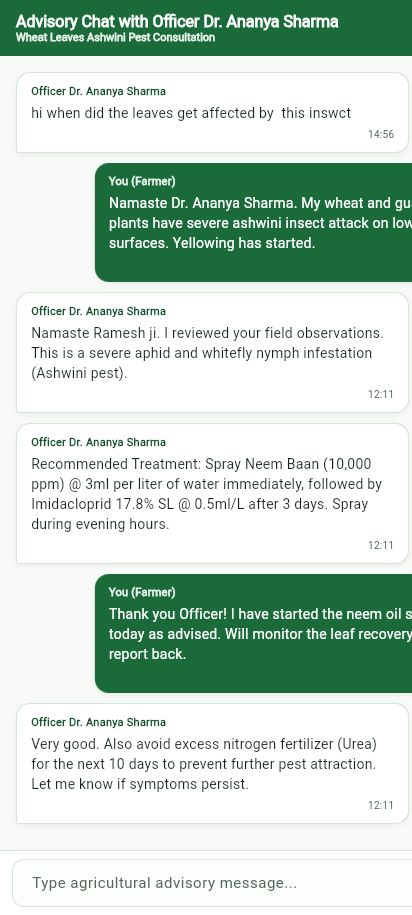 Advisory Chat with Officer Dr. Ananya Sharma
Wheat Leaves Ashwini Pest Consultation
Officer Dr. Ananya Sharma
hi when did the leaves get affected by  this inswct
14:56
You (Farmer)
Namaste Dr. Ananya Sharma. My wheat and
plants have severe ashwini insect attack on
surfaces. Yellowing has started.
Officer Dr. Ananya Sharma
Namaste Ramesh ji. I reviewed your field observations.
This is a severe aphid and whitefly nymph infestation
(Ashwini pest).
12:11
Officer Dr. Ananya Sharma
Recommended Treatment: Spray Neem Baan (10,000
ppm) @ 3ml per liter of water immediately, followed by
Imidacloprid 17.8% SL @ 0.5ml/L after 3 days. Spray
during evening hours.
12:11
You (Farmer)
Thank you Officer! I have started the neem oil
today as advised. Will monitor the leaf recovery
report back.
Officer Dr. Ananya Sharma
Very good. Also avoid excess nitrogen fertilizer (Urea)
for the next 10 days to prevent further pest attraction.
Let me know if symptoms persist.
12:11
Type agricultural advisory message...